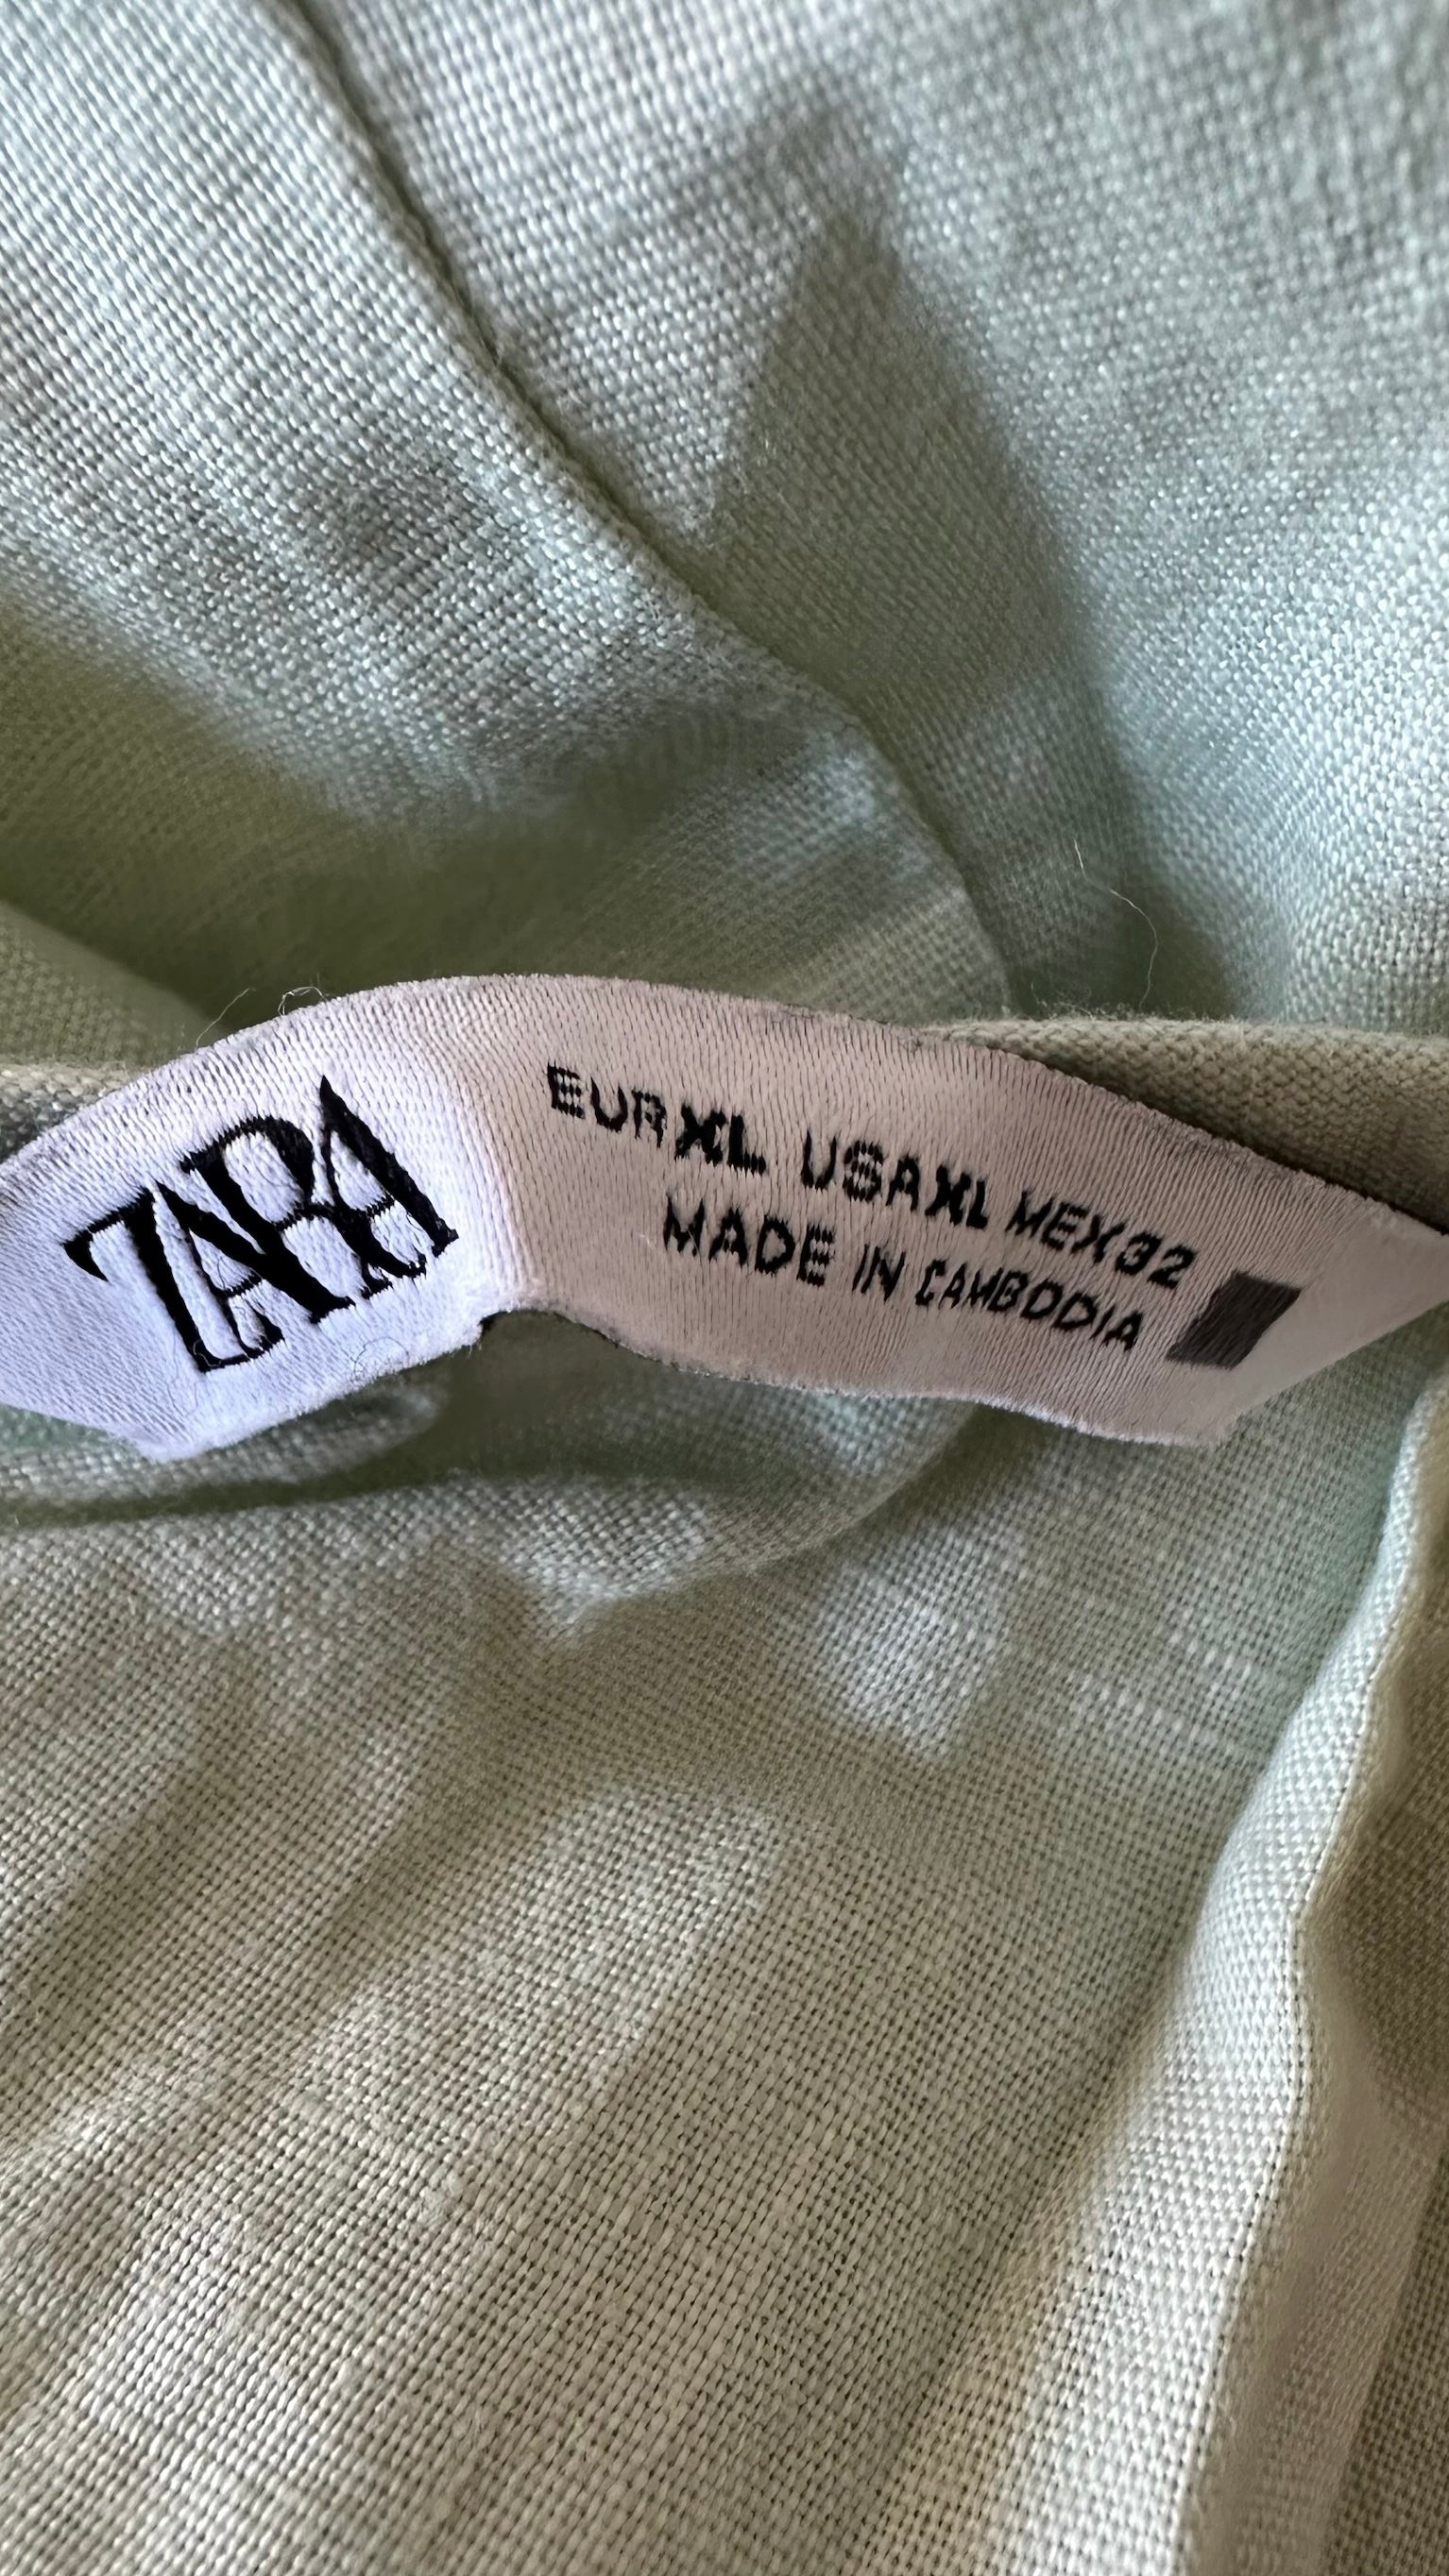 ZARA
EUR XL USA XL MEX 32
MADE IN CAMBODIA